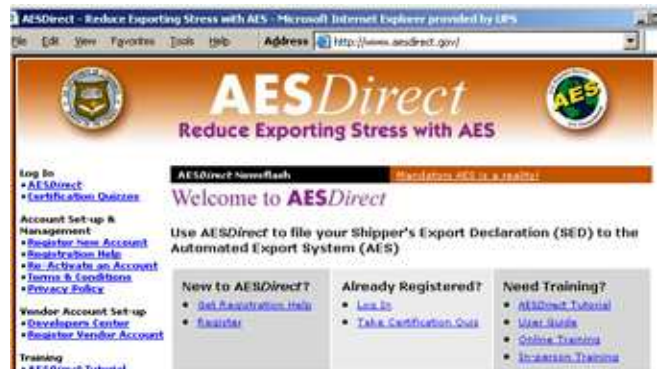 AESDirect - Reduce Exporting Stress with AES - Microsoft Internet Explorer provided by UPS
File Edit View Favorites Tools Help Address http://www.aesdirect.gov/
AESDirect
AES
Reduce Exporting Stress with AES
Log In
• AESDirect
• Certification Quizzes
Account Set-up &
Management
• Register New Account
• Registration Help
• Re-Activate an Account
• Terms & Conditions
• Privacy Policy
Vendor Account Set-up
• Developers Center
• Register Vendor Account
Training
• AESDirect Tutorial
AESDirect Newsflash Mandatory AES is a reality!
Welcome to AESDirect
Use AESDirect to file your Shipper's Export Declaration (SED) to the
Automated Export System (AES)
New to AESDirect?
• Get Registration Help
• Register
Already Registered?
• Log In
• Take Certification Quiz
Need Training?
• AESDirect Tutorial
• User Guide
• Online Training
• In-person Training